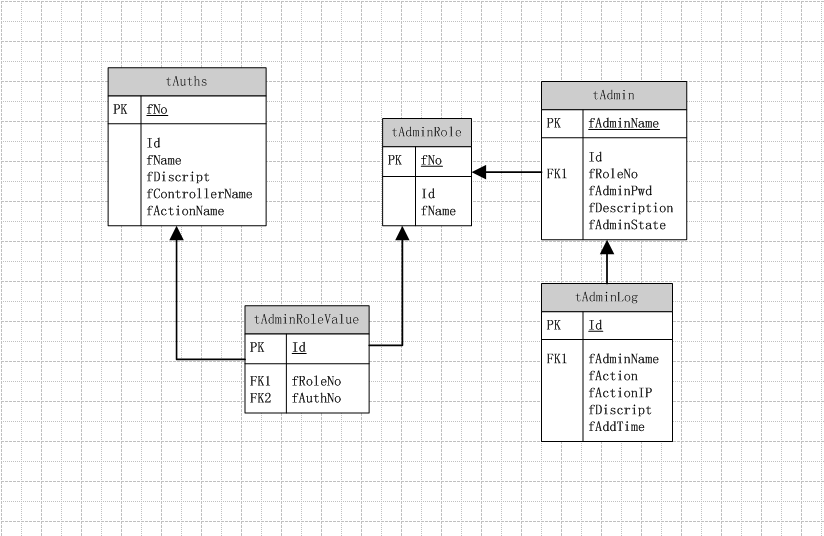 tAuths
PK fNo
Id
fName
fDiscript
fControllerName
fActionName
tAdminRole
PK fNo
Id
fName
tAdmin
PK fAdminName
Id
FK1 fRoleNo
fAdminPwd
fDescription
fAdminState
tAdminRoleValue
PK Id
FK1 fRoleNo
FK2 fAuthNo
tAdminLog
PK Id
FK1 fAdminName
fAction
fActionIP
fDiscript
fAddTime